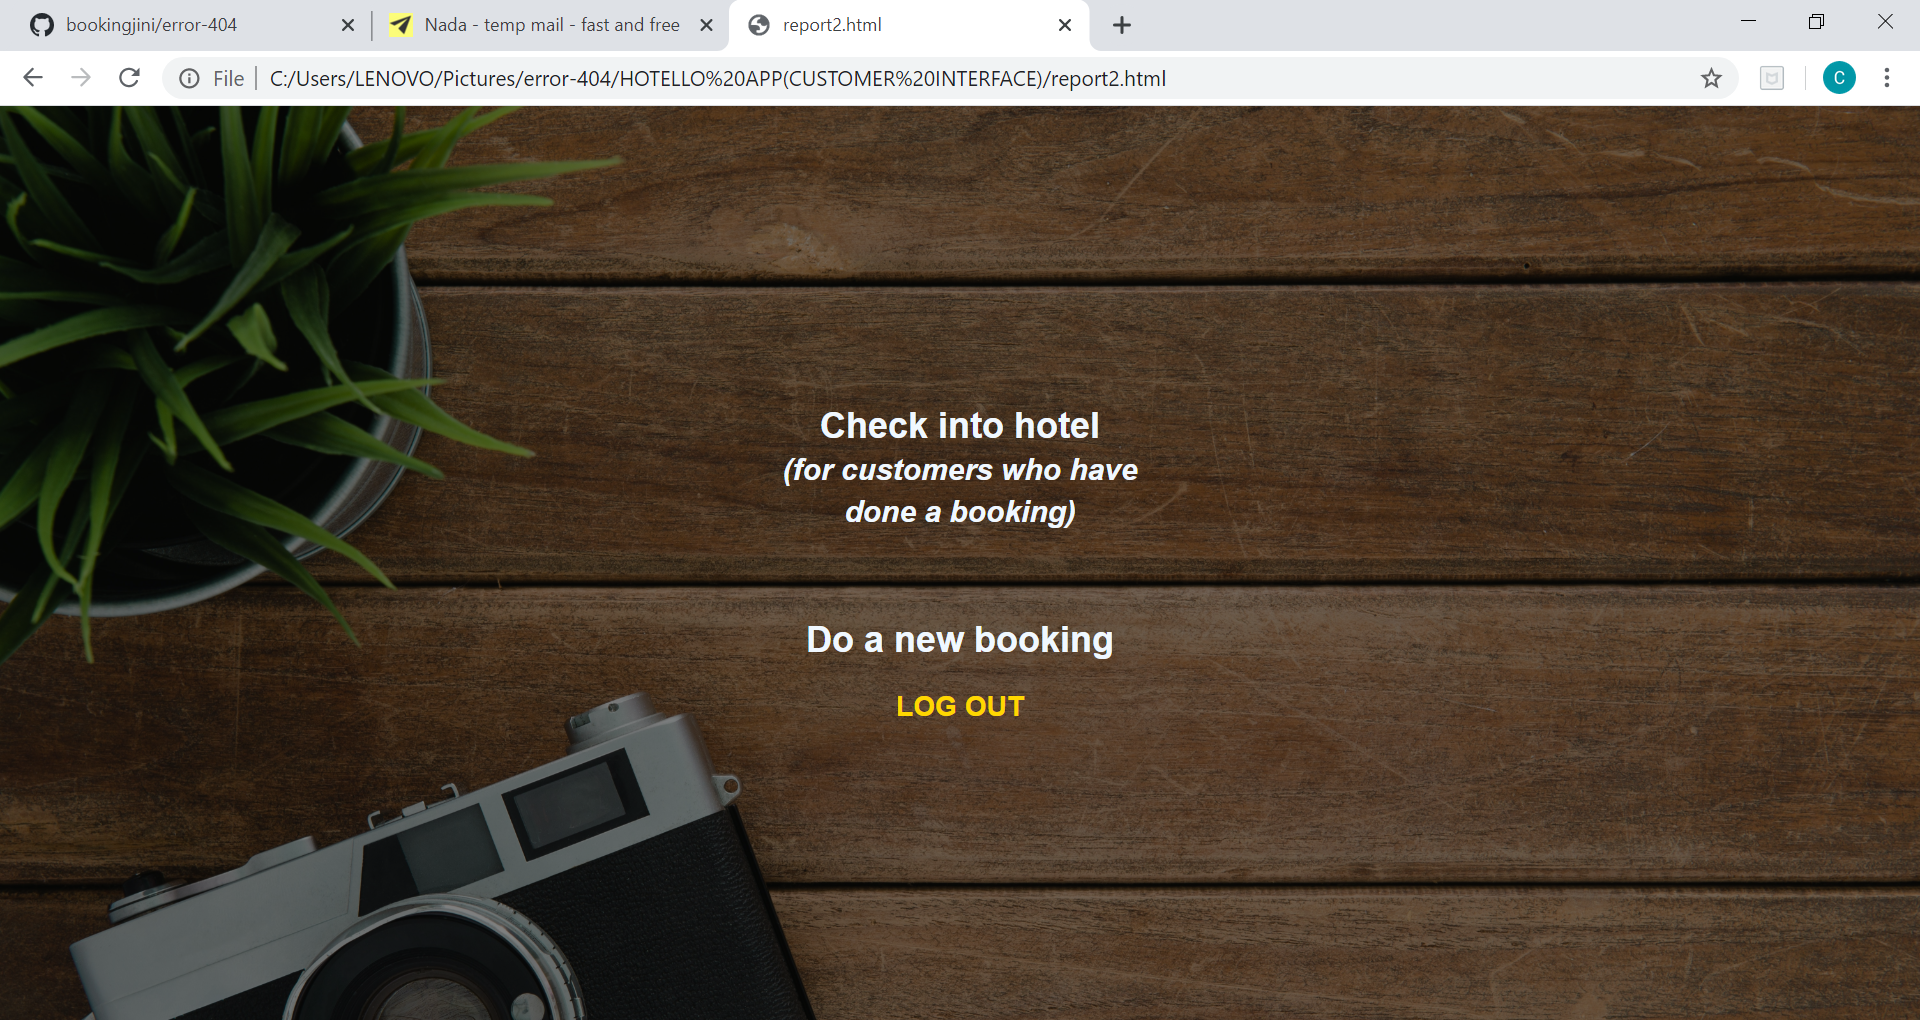 bookingjini/error-404
Nada - temp mail - fast and free
report2.html
File
C:/Users/LENOVO/Pictures/error-404/HOTELLO%20APP(CUSTOMER%20INTERFACE)/report2.html
C
Check into hotel
(for customers who have
done a booking)
Do a new booking
LOG OUT